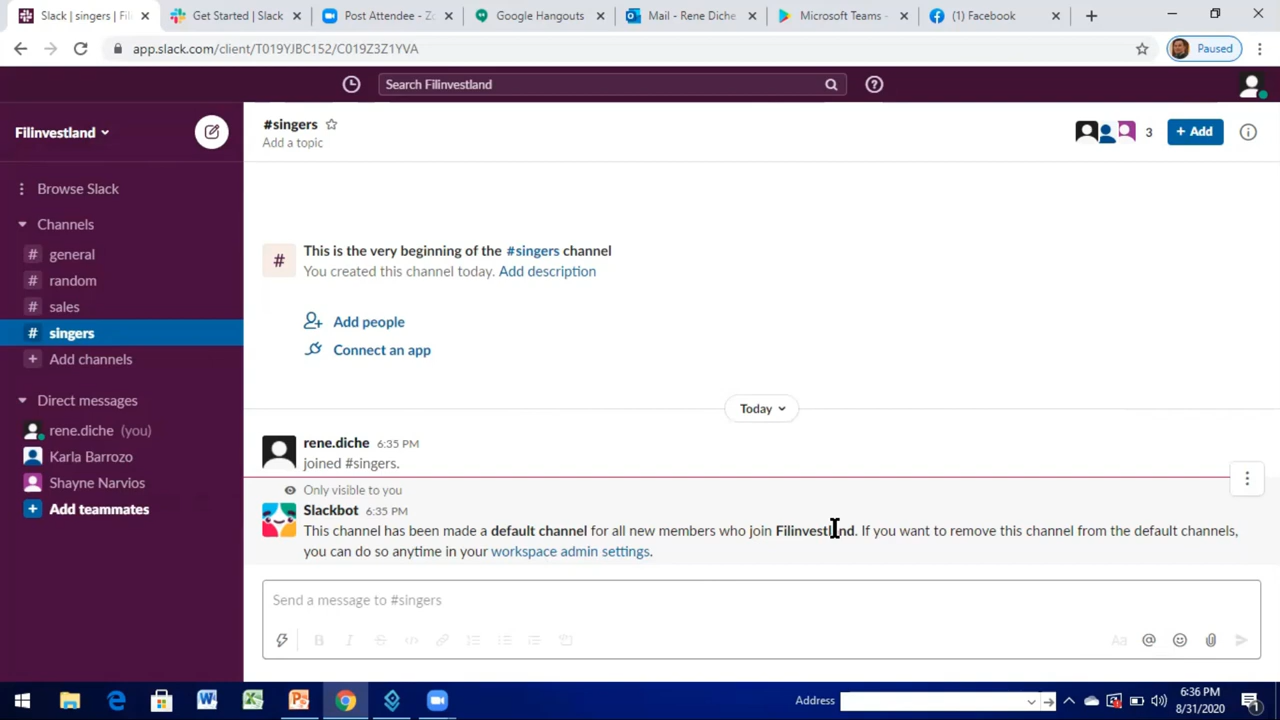 Slack | singers | Fil
Get Started | Slack
Post Attendee - Zo
Google Hangouts
Mail - Rene Diche
Microsoft Teams -
(1) Facebook
app.slack.com/client/T019YJBC152/C019Z3Z1YVA
Paused
Search Filinvestland
Filinvestland
#singers
Add a topic
3
+ Add
Browse Slack
Channels
# general
# random
# sales
# singers
+ Add channels
Direct messages
rene.diche (you)
Karla Barrozo
Shayne Narvios
+ Add teammates
# This is the very beginning of the #singers channel
You created this channel today. Add description
Add people
Connect an app
Today
rene.diche 6:35 PM
joined #singers.
Only visible to you
Slackbot 6:35 PM
This channel has been made a default channel for all new members who join Filinvestland. If you want to remove this channel from the default channels,
you can do so anytime in your workspace admin settings.
Send a message to #singers
B I S </> Aa @
Address
6:36 PM
8/31/2020
1